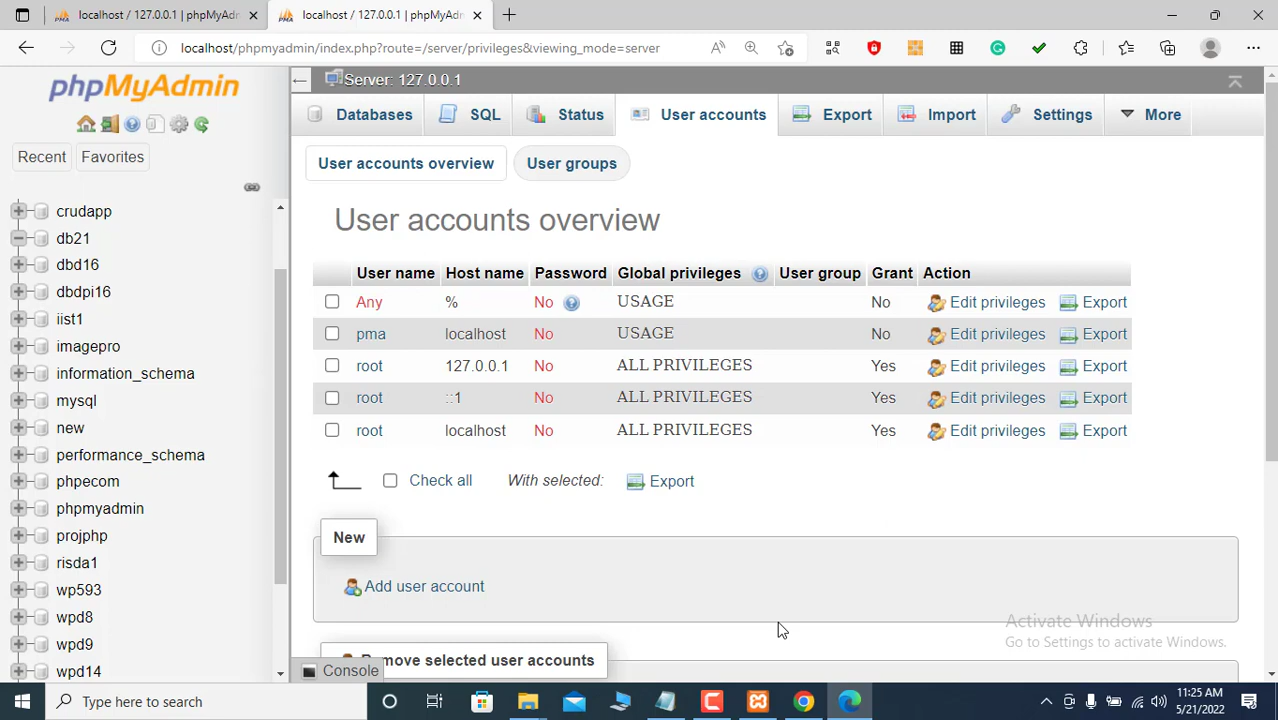 localhost / 127.0.0.1 | phpMyAdn
localhost / 127.0.0.1 | phpMyAdn
localhost/phpmyadmin/index.php?route=/server/privileges&viewing_mode=server
phpMyAdmin
Recent Favorites
crudapp
db21
dbd16
dbdpi16
iist1
imagepro
information_schema
mysql
new
performance_schema
phpecom
phpmyadmin
projphp
risda1
wp593
wpd8
wpd9
wpd14
Server: 127.0.0.1
Databases SQL Status User accounts Export Import Settings More
User accounts overview User groups
User accounts overview
User name Host name Password Global privileges User group Grant Action
Any % No USAGE No Edit privileges Export
pma localhost No USAGE No Edit privileges Export
root 127.0.0.1 No ALL PRIVILEGES Yes Edit privileges Export
root ::1 No ALL PRIVILEGES Yes Edit privileges Export
root localhost No ALL PRIVILEGES Yes Edit privileges Export
Check all With selected: Export
New
Add user account
Activate Windows
Go to Settings to activate Windows.
move selected user accounts
Console
Type here to search
11:25 AM
5/21/2022